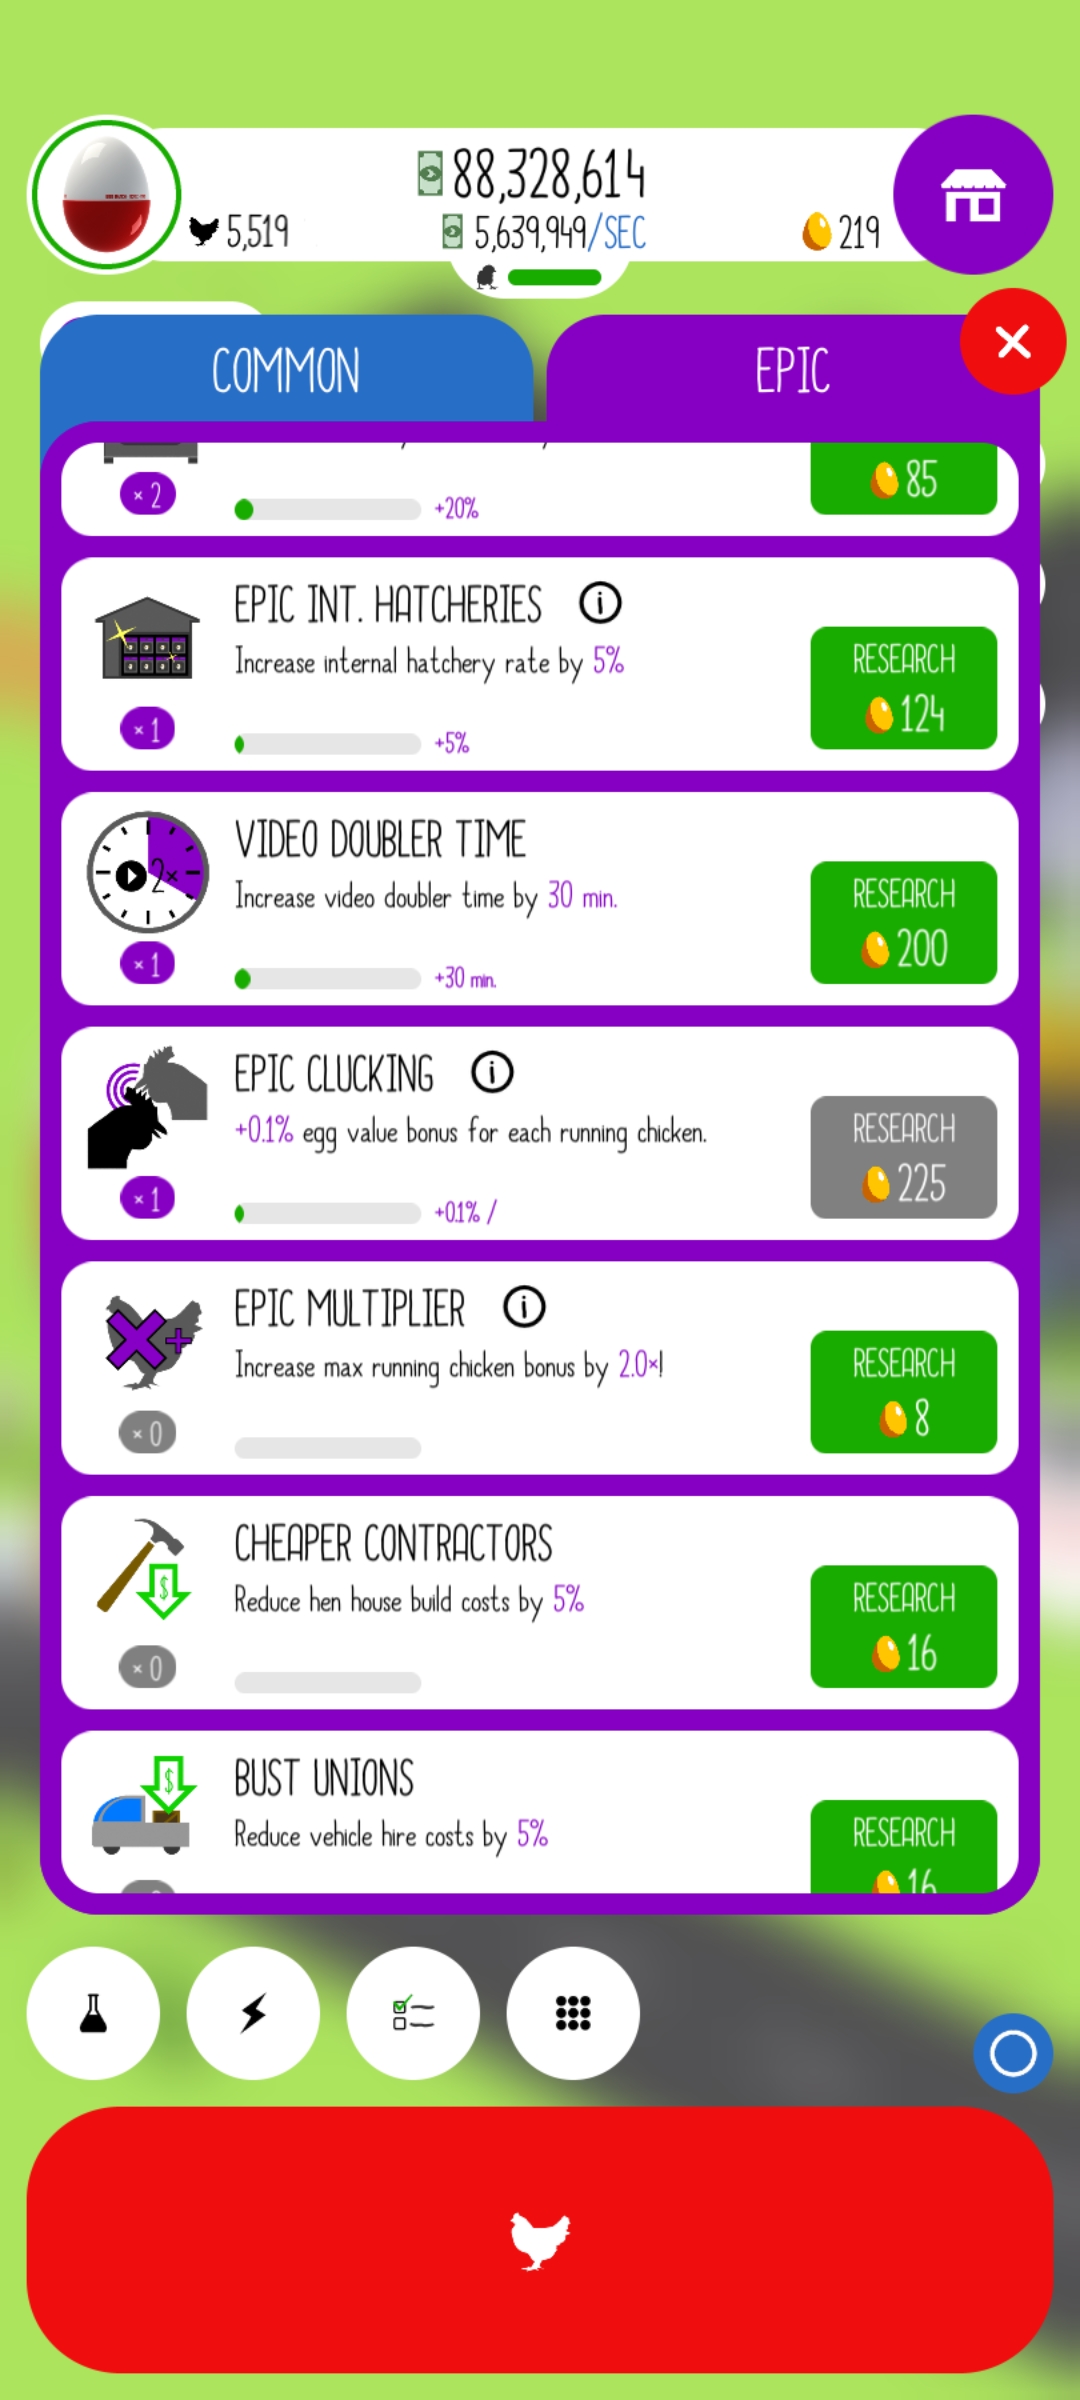 88,328,614
5,519
5,639,949/SEC
219
COMMON
EPIC
× 2
+20%
85
EPIC INT. HATCHERIES
Increase internal hatchery rate by 5%
RESEARCH
124
× 1
+5%
VIDEO DOUBLER TIME
2×
Increase video doubler time by 30 min.
RESEARCH
200
× 1
+30 min.
EPIC CLUCKING
+0.1% egg value bonus for each running chicken.
RESEARCH
225
× 1
+0.1% /
EPIC MULTIPLIER
Increase max running chicken bonus by 2.0×!
RESEARCH
8
× 0
CHEAPER CONTRACTORS
Reduce hen house build costs by 5%
RESEARCH
16
× 0
BUST UNIONS
Reduce vehicle hire costs by 5%
RESEARCH
16